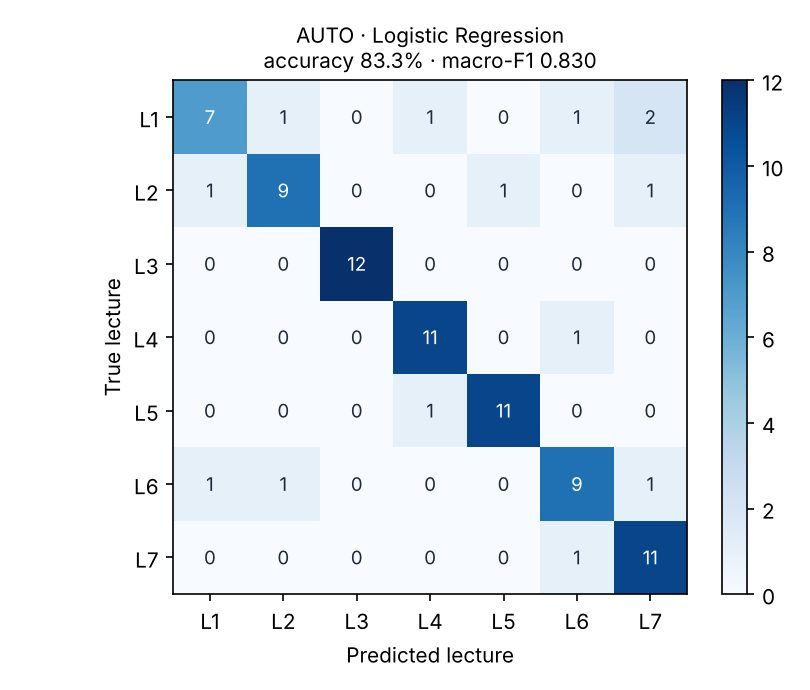 AUTO · Logistic Regression
accuracy 83.3% · macro-F1 0.830
L1 7 1 0 1 0 1 2
L2 1 9 0 0 1 0 1
L3 0 0 12 0 0 0 0
L4 0 0 0 11 0 1 0
L5 0 0 0 1 11 0 0
L6 1 1 0 0 0 9 1
L7 0 0 0 0 0 1 11
L1 L2 L3 L4 L5 L6 L7
Predicted lecture
True lecture
12
10
8
6
4
2
0